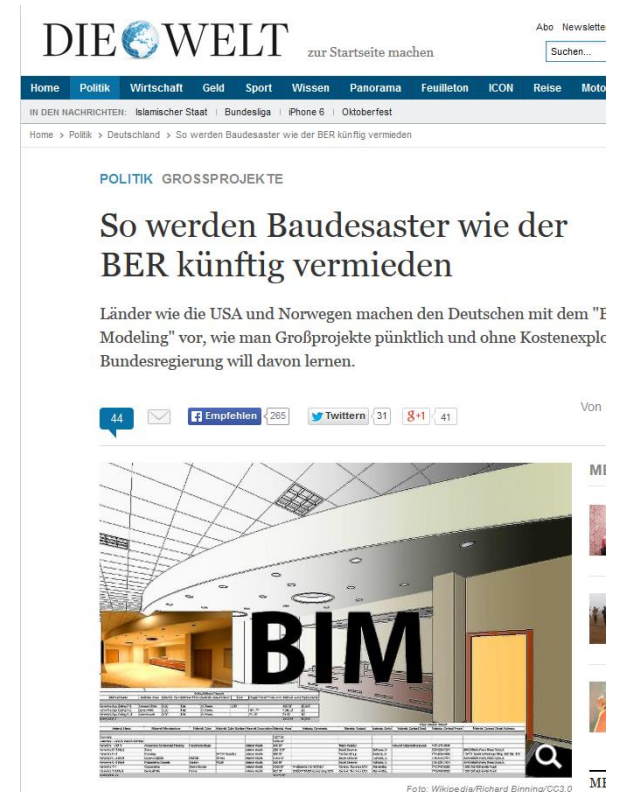 DIE WELT zur Startseite machen
Abo Newslette
Suchen...
Home Politik Wirtschaft Geld Sport Wissen Panorama Feuilleton ICON Reise Moto
IN DEN NACHRICHTEN: Islamischer Staat | Bundesliga | iPhone 6 | Oktoberfest
Home > Politik > Deutschland > So werden Baudesaster wie der BER künftig vermieden
POLITIK GROSSPROJEKTE
So werden Baudesaster wie der
BER künftig vermieden
Länder wie die USA und Norwegen machen den Deutschen mit dem "B
Modeling" vor, wie man Großprojekte pünktlich und ohne Kostenexplo
Bundesregierung will davon lernen.
Von
44 Empfehlen 265 Twittern 31 g+1 41
ME
BIM
Foto: Wikipedia/Richard Binning/CC3.0
ME